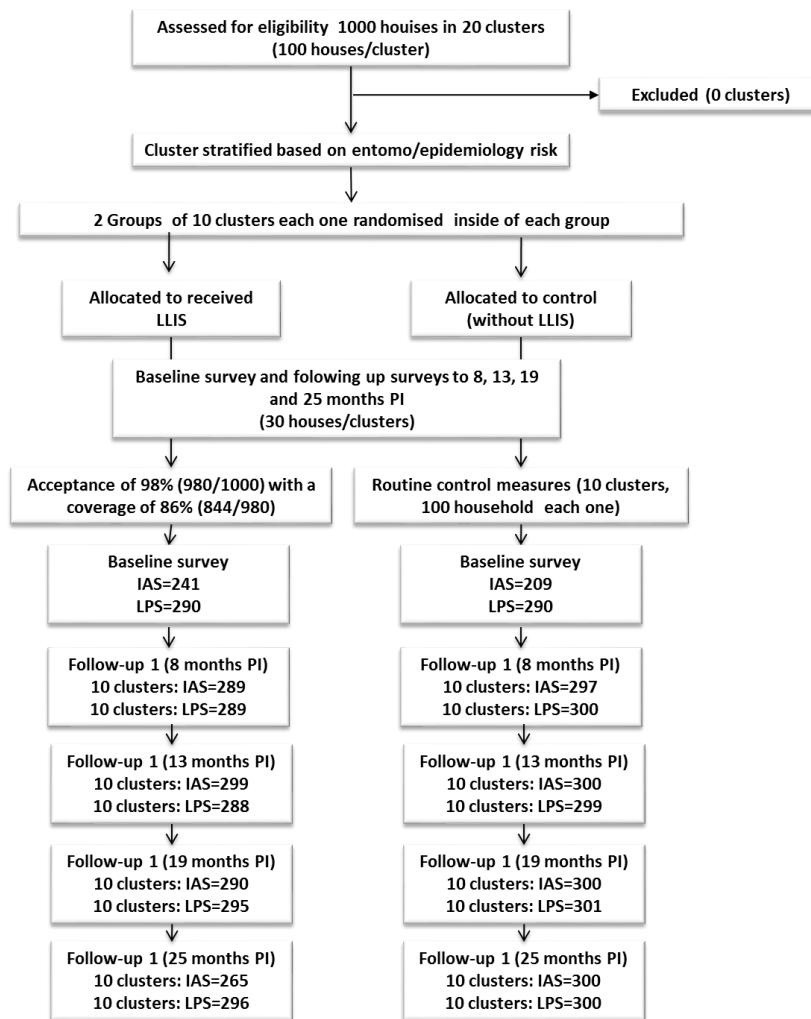 Assessed for eligibility 1000 houises in 20 clusters
(100 houses/cluster)
Excluded (0 clusters)
Cluster stratified based on entomo/epidemiology risk
2 Groups of 10 clusters each one randomised inside of each group
Allocated to received
LLIS
Allocated to control
(without LLIS)
Baseline survey and folowing up surveys to 8, 13, 19
and 25 months PI
(30 houses/clusters)
Acceptance of 98% (980/1000) with a
coverage of 86% (844/980)
Routine control measures (10 clusters,
100 household each one)
Baseline survey
IAS=241
LPS=290
Baseline survey
IAS=209
LPS=290
Follow-up 1 (8 months PI)
10 clusters: IAS=289
10 clusters: LPS=289
Follow-up 1 (8 months PI)
10 clusters: IAS=297
10 clusters: LPS=300
Follow-up 1 (13 months PI)
10 clusters: IAS=299
10 clusters: LPS=288
Follow-up 1 (13 months PI)
10 clusters: IAS=300
10 clusters: LPS=299
Follow-up 1 (19 months PI)
10 clusters: IAS=290
10 clusters: LPS=295
Follow-up 1 (19 months PI)
10 clusters: IAS=300
10 clusters: LPS=301
Follow-up 1 (25 months PI)
10 clusters: IAS=265
10 clusters: LPS=296
Follow-up 1 (25 months PI)
10 clusters: IAS=300
10 clusters: LPS=300